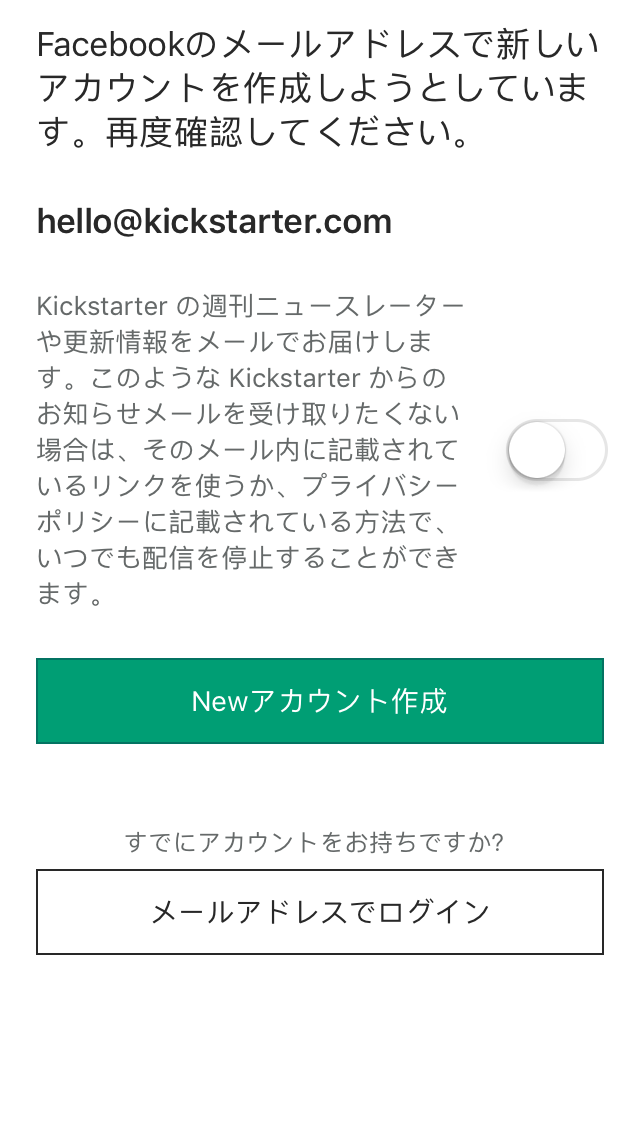 Facebookのメールアドレスで新しい
アカウントを作成しようとしていま
す。再度確認してください。
hello@kickstarter.com
Kickstarter の週刊ニュースレーター
や更新情報をメールでお届けしま
す。このような Kickstarter からの
お知らせメールを受け取りたくない
場合は、そのメール内に記載されて
いるリンクを使うか、プライバシー
ポリシーに記載されている方法で、
いつでも配信を停止することができ
ます。
Newアカウント作成
すでにアカウントをお持ちですか?
メールアドレスでログイン